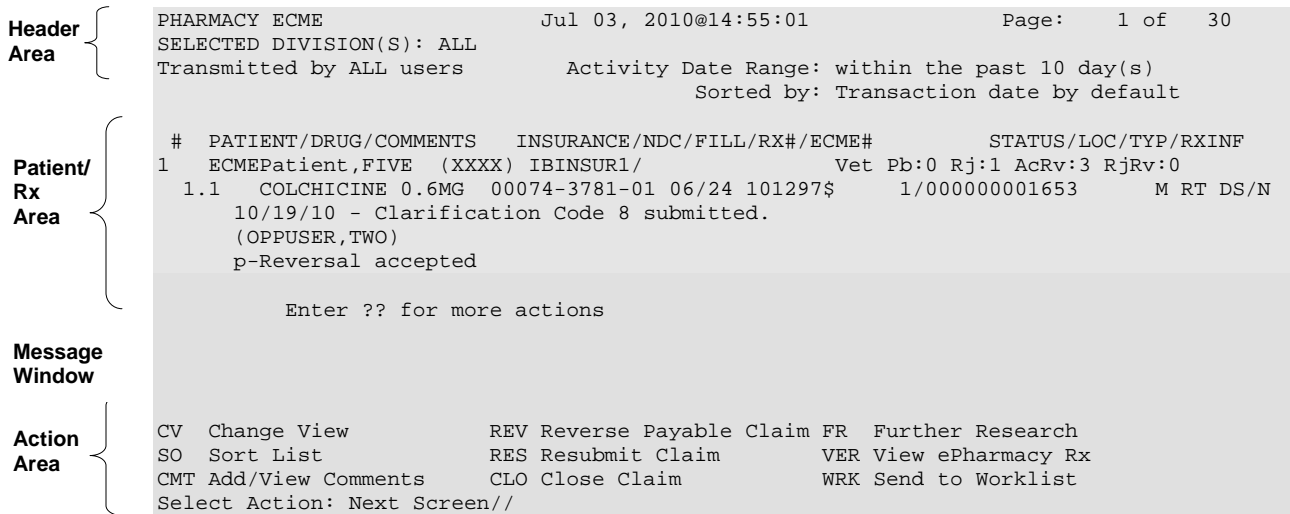 Header Area
PHARMACY ECME Jul 03, 2010@14:55:01 Page: 1 of 30
SELECTED DIVISION(S): ALL
Transmitted by ALL users Activity Date Range: within the past 10 day(s)
Sorted by: Transaction date by default
Patient/ Rx Area
# PATIENT/DRUG/COMMENTS INSURANCE/NDC/FILL/RX#/ECME# STATUS/LOC/TYP/RXINF
1 ECMEPatient,FIVE (XXXX) IBINSUR1/ Vet Pb:0 Rj:1 AcRv:3 RjRv:0
1.1 COLCHICINE 0.6MG 00074-3781-01 06/24 101297$ 1/000000001653 M RT DS/N
10/19/10 - Clarification Code 8 submitted.
(OPPUSER,TWO)
p-Reversal accepted
Enter ?? for more actions
Message Window
Action Area
CV Change View REV Reverse Payable Claim FR Further Research
SO Sort List RES Resubmit Claim VER View ePharmacy Rx
CMT Add/View Comments CLO Close Claim WRK Send to Worklist
Select Action: Next Screen//